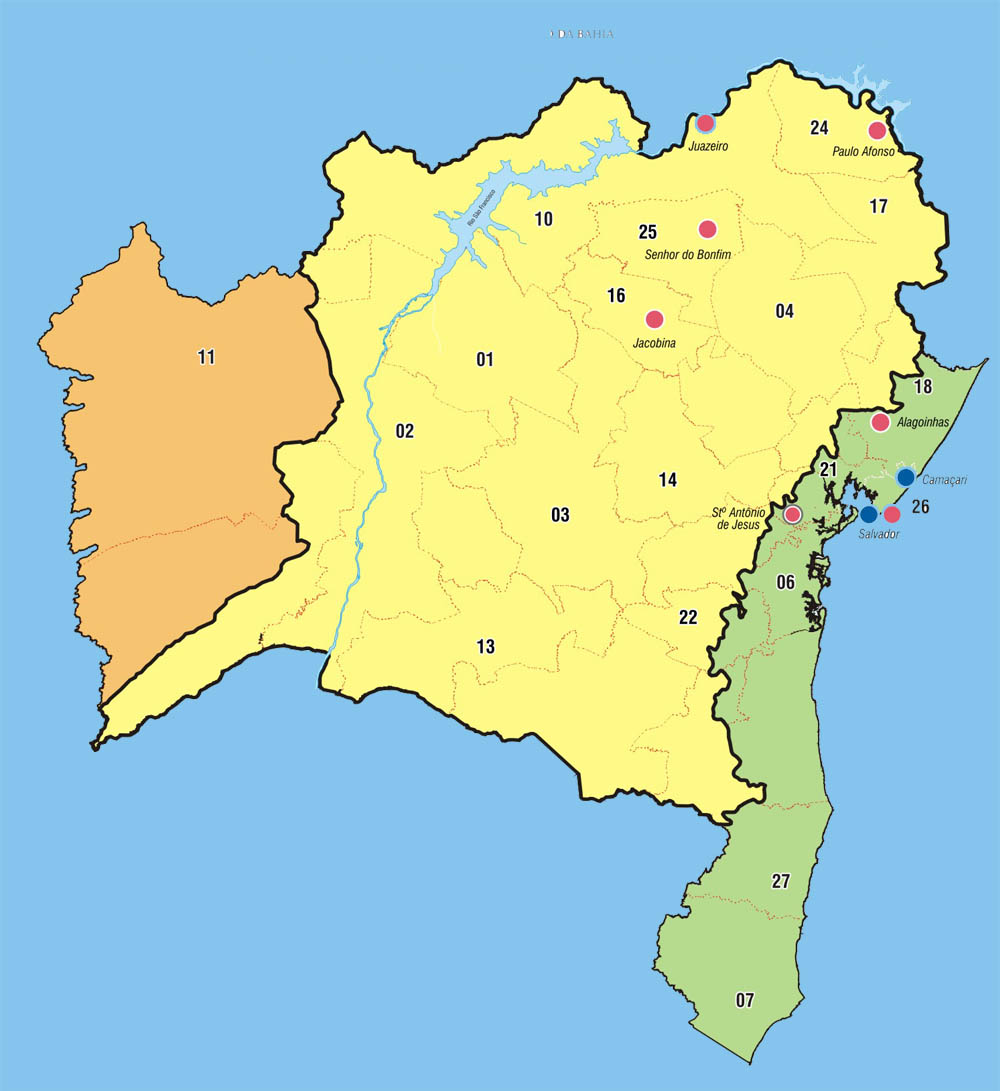 DA BAHIA
Juazeiro
24
Paulo Afonso
Rio São Francisco
17
10
25
Senhor do Bonfim
16
04
Jacobina
11
01
18
02
Alagoinhas
21
14
Camaçari
03
Stº Antônio
de Jesus
26
Salvador
06
22
13
27
07